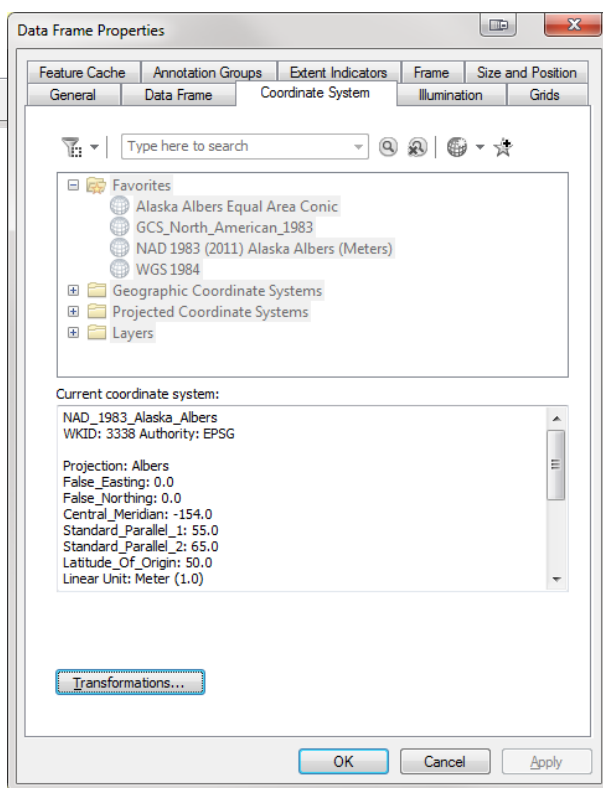 Data Frame Properties
Feature Cache Annotation Groups Extent Indicators Frame Size and Position
General Data Frame Coordinate System Illumination Grids
Type here to search
Favorites
Alaska Albers Equal Area Conic
GCS_North_American_1983
NAD 1983 (2011) Alaska Albers (Meters)
WGS 1984
Geographic Coordinate Systems
Projected Coordinate Systems
Layers
Current coordinate system:
NAD_1983_Alaska_Albers
WKID: 3338 Authority: EPSG
Projection: Albers
False_Easting: 0.0
False_Northing: 0.0
Central_Meridian: -154.0
Standard_Parallel_1: 55.0
Standard_Parallel_2: 65.0
Latitude_Of_Origin: 50.0
Linear Unit: Meter (1.0)
Transformations...
OK Cancel Apply